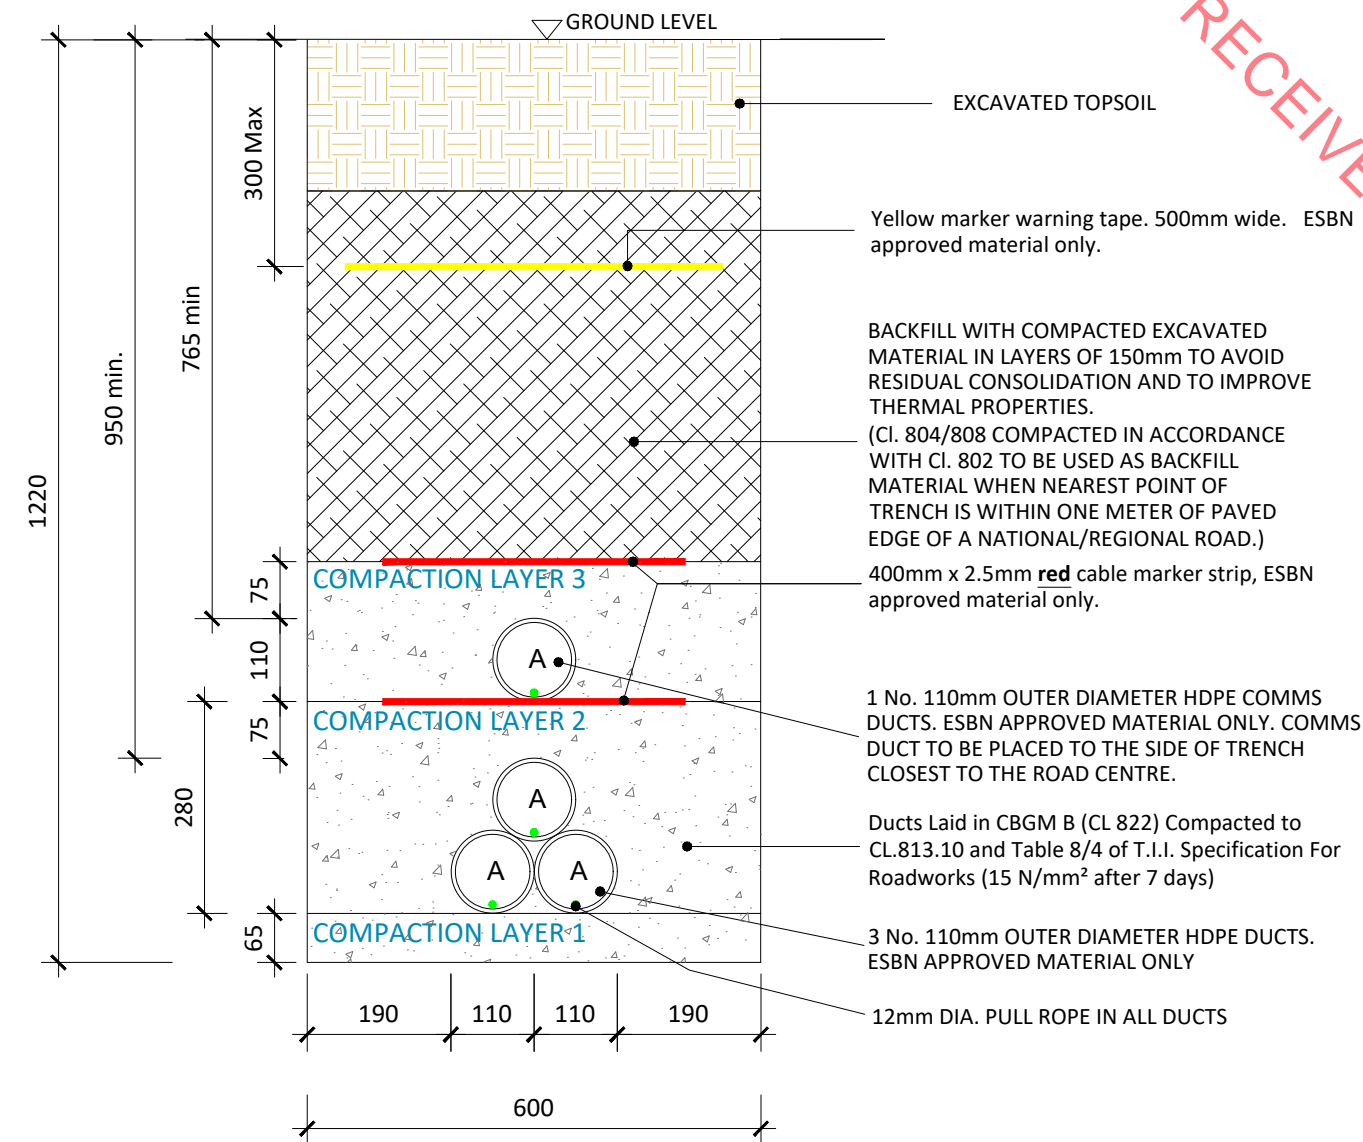 GROUND LEVEL
RECEIVE
EXCAVATED TOPSOIL
300 Max
Yellow marker warning tape. 500mm wide. ESBN
approved material only.
765 min
950 min.
1220
BACKFILL WITH COMPACTED EXCAVATED
MATERIAL IN LAYERS OF 150mm TO AVOID
RESIDUAL CONSOLIDATION AND TO IMPROVE
THERMAL PROPERTIES.
(Cl. 804/808 COMPACTED IN ACCORDANCE
WITH Cl. 802 TO BE USED AS BACKFILL
MATERIAL WHEN NEAREST POINT OF
TRENCH IS WITHIN ONE METER OF PAVED
EDGE OF A NATIONAL/REGIONAL ROAD.)
75
COMPACTION LAYER 3
400mm x 2.5mm red cable marker strip, ESBN
approved material only.
110
A
75
COMPACTION LAYER 2
1 No. 110mm OUTER DIAMETER HDPE COMMS
DUCTS. ESBN APPROVED MATERIAL ONLY. COMMS
DUCT TO BE PLACED TO THE SIDE OF TRENCH
CLOSEST TO THE ROAD CENTRE.
280
A
A
A
Ducts Laid in CBGM B (CL 822) Compacted to
CL.813.10 and Table 8/4 of T.I.I. Specification For
Roadworks (15 N/mm² after 7 days)
65
COMPACTION LAYER 1
3 No. 110mm OUTER DIAMETER HDPE DUCTS.
ESBN APPROVED MATERIAL ONLY
190
110
110
190
12mm DIA. PULL ROPE IN ALL DUCTS
600